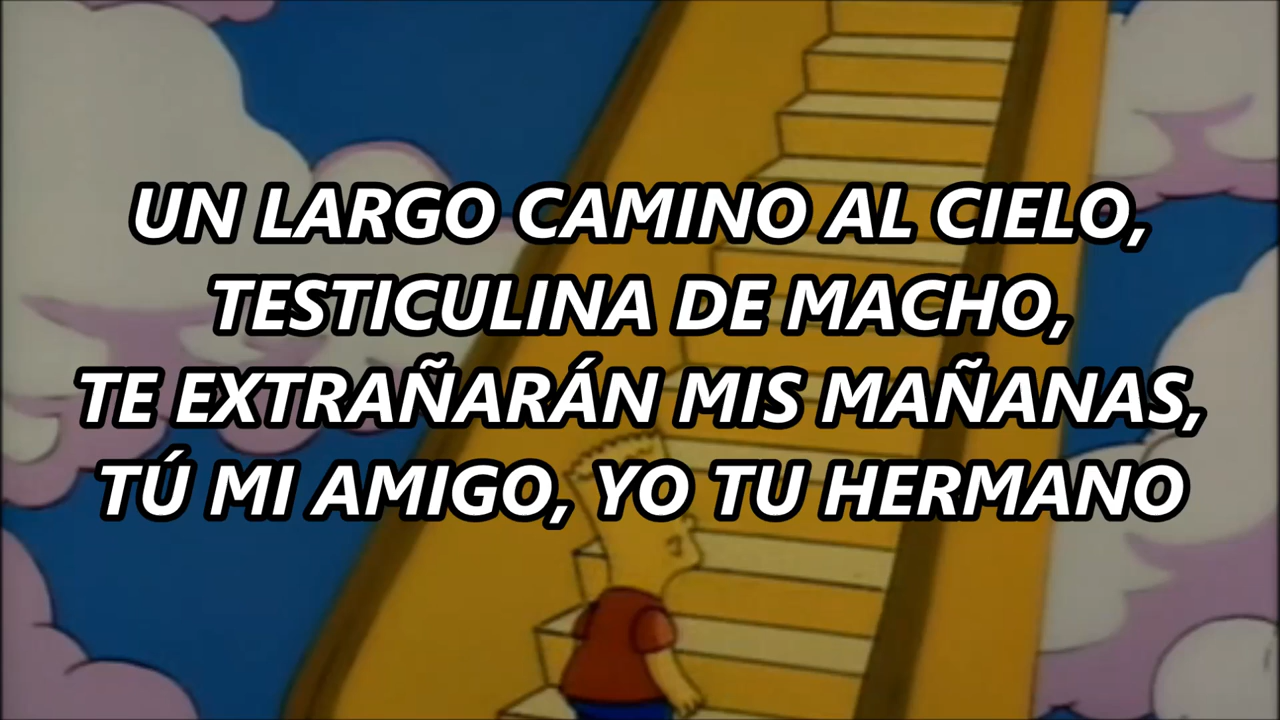 UN LARGO CAMINO AL CIELO,
TESTICULINA DE MACHO,
TE EXTRAÑARÁN MIS MAÑANAS,
TÚ MI AMIGO, YO TU HERMANO